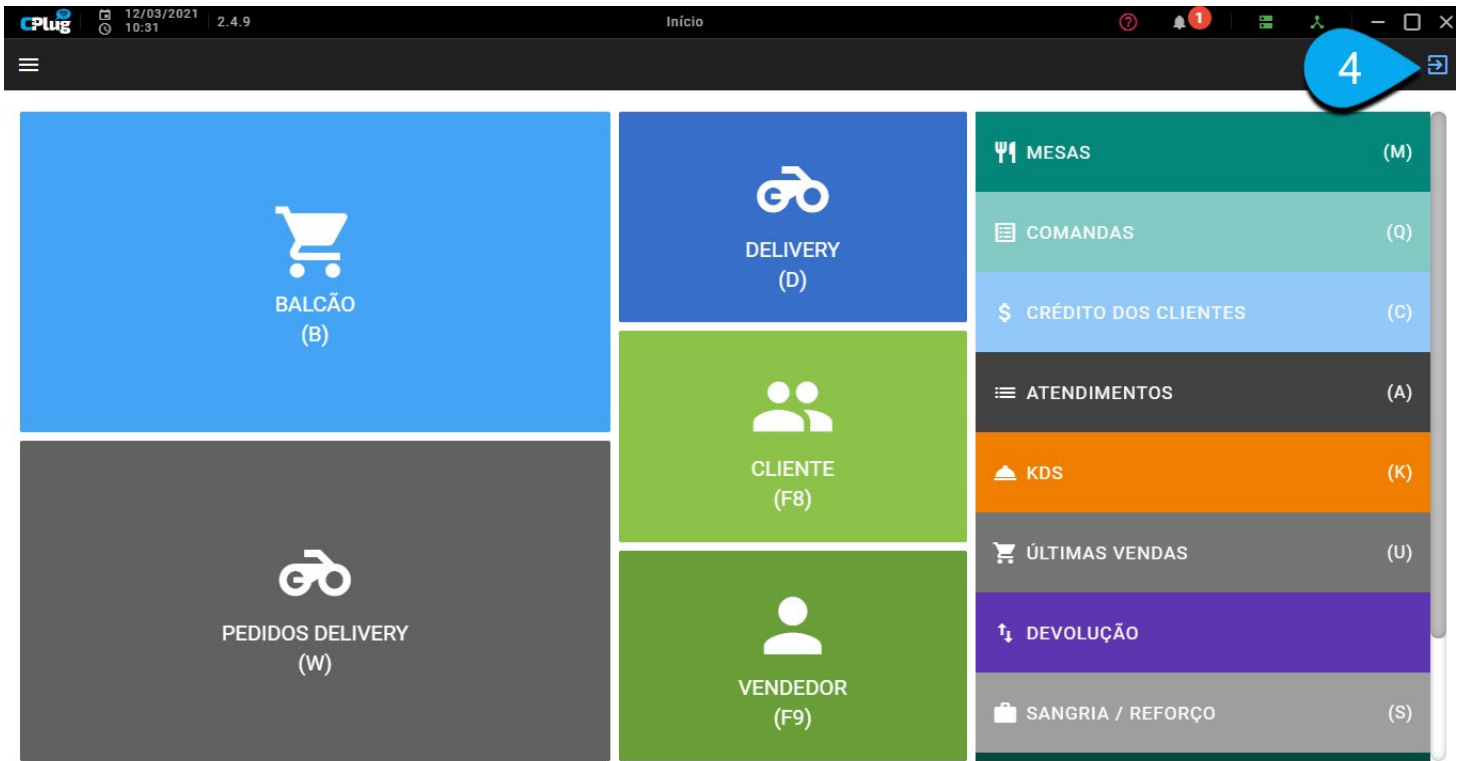 CPlug
12/03/2021
10:31
2.4.9
Início
1
4
BALCÃO
(B)
DELIVERY
(D)
CLIENTE
(F8)
PEDIDOS DELIVERY
(W)
VENDEDOR
(F9)
MESAS (M)
COMANDAS (Q)
CRÉDITO DOS CLIENTES (C)
ATENDIMENTOS (A)
KDS (K)
ÚLTIMAS VENDAS (U)
DEVOLUÇÃO
SANGRIA / REFORÇO (S)